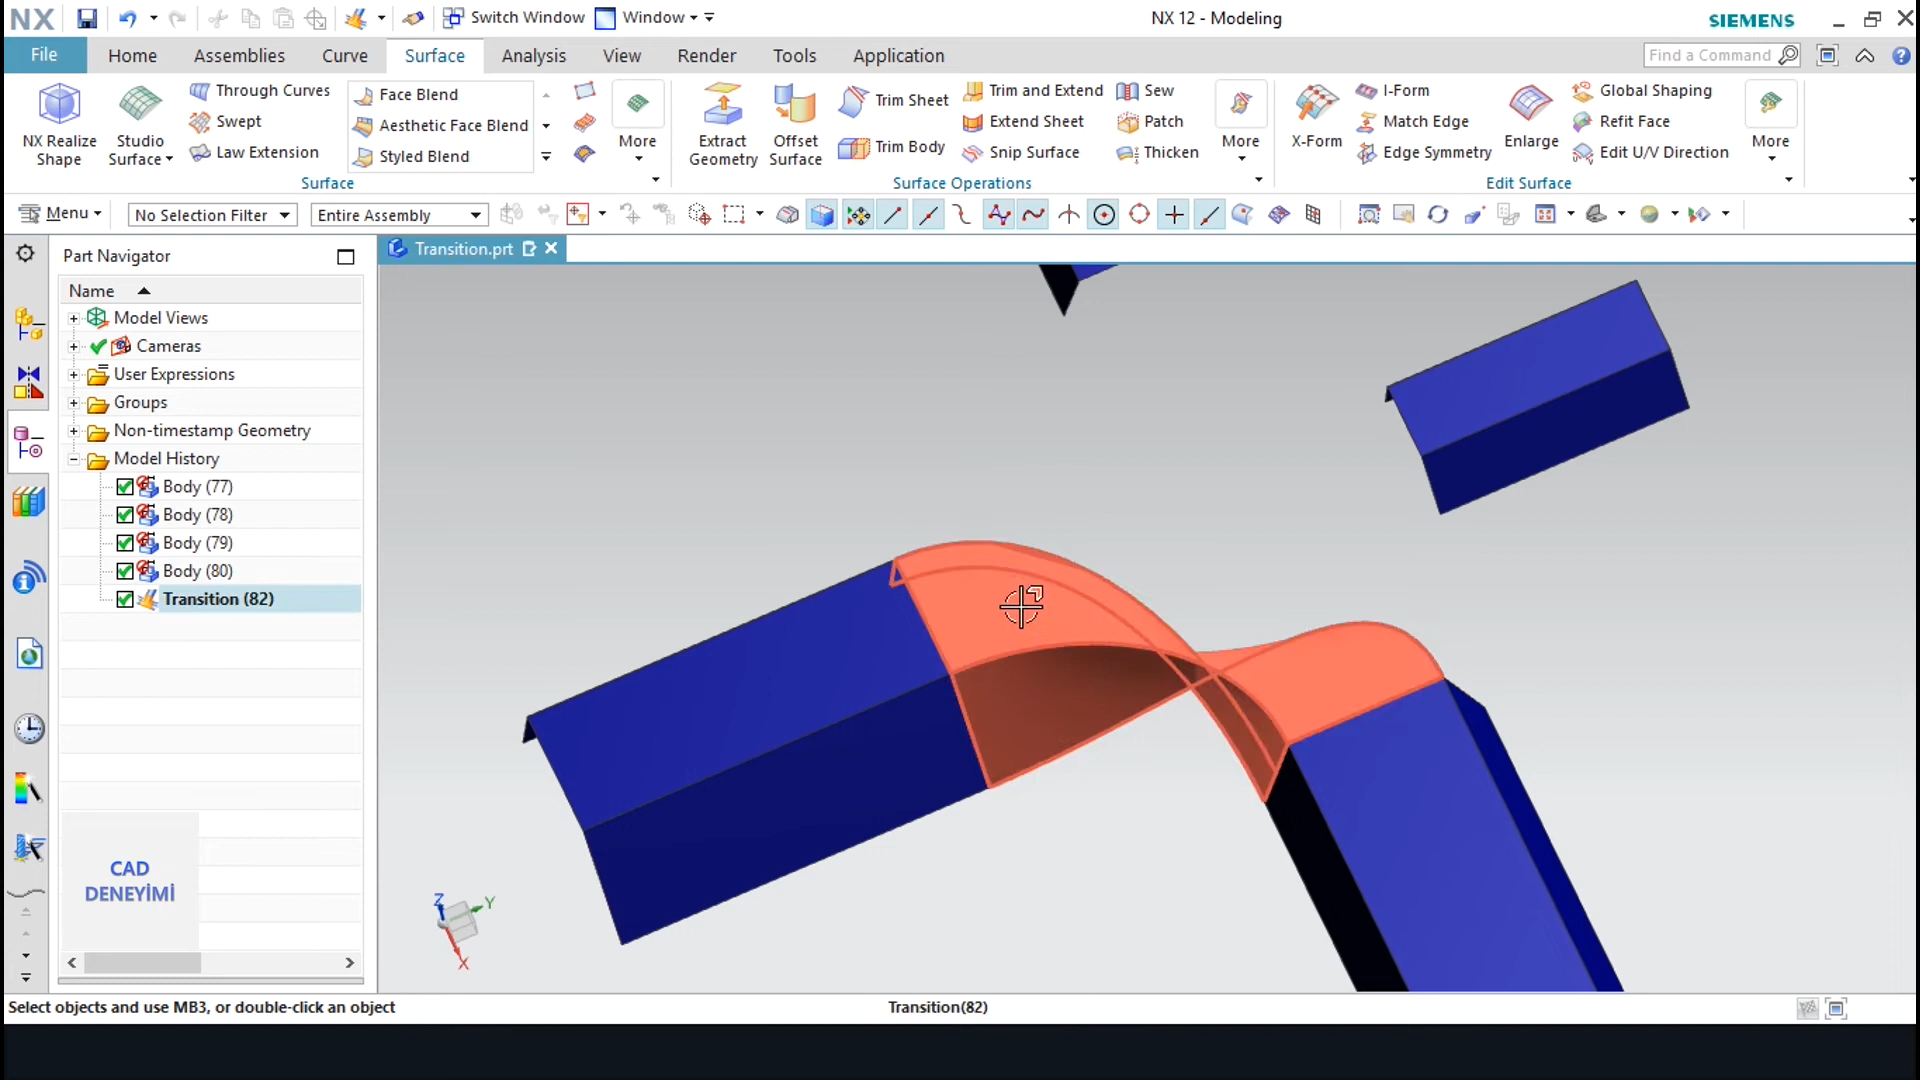 NX
Switch Window
Window
NX 12 - Modeling
SIEMENS
File
Home
Assemblies
Curve
Surface
Analysis
View
Render
Tools
Application
Find a Command
NX Realize
Shape
Studio
Surface
Through Curves
Swept
Law Extension
Face Blend
Aesthetic Face Blend
Styled Blend
More
Surface
Extract
Geometry
Offset
Surface
Trim Sheet
Trim Body
Trim and Extend
Extend Sheet
Snip Surface
Sew
Patch
Thicken
More
Surface Operations
X-Form
I-Form
Match Edge
Edge Symmetry
Enlarge
Global Shaping
Refit Face
Edit U/V Direction
More
Edit Surface
Menu
No Selection Filter
Entire Assembly
Part Navigator
Transition.prt
Name
Model Views
Cameras
User Expressions
Groups
Non-timestamp Geometry
Model History
Body (77)
Body (78)
Body (79)
Body (80)
Transition (82)
CAD
DENEYİMİ
Z
Y
X
Select objects and use MB3, or double-click an object
Transition(82)